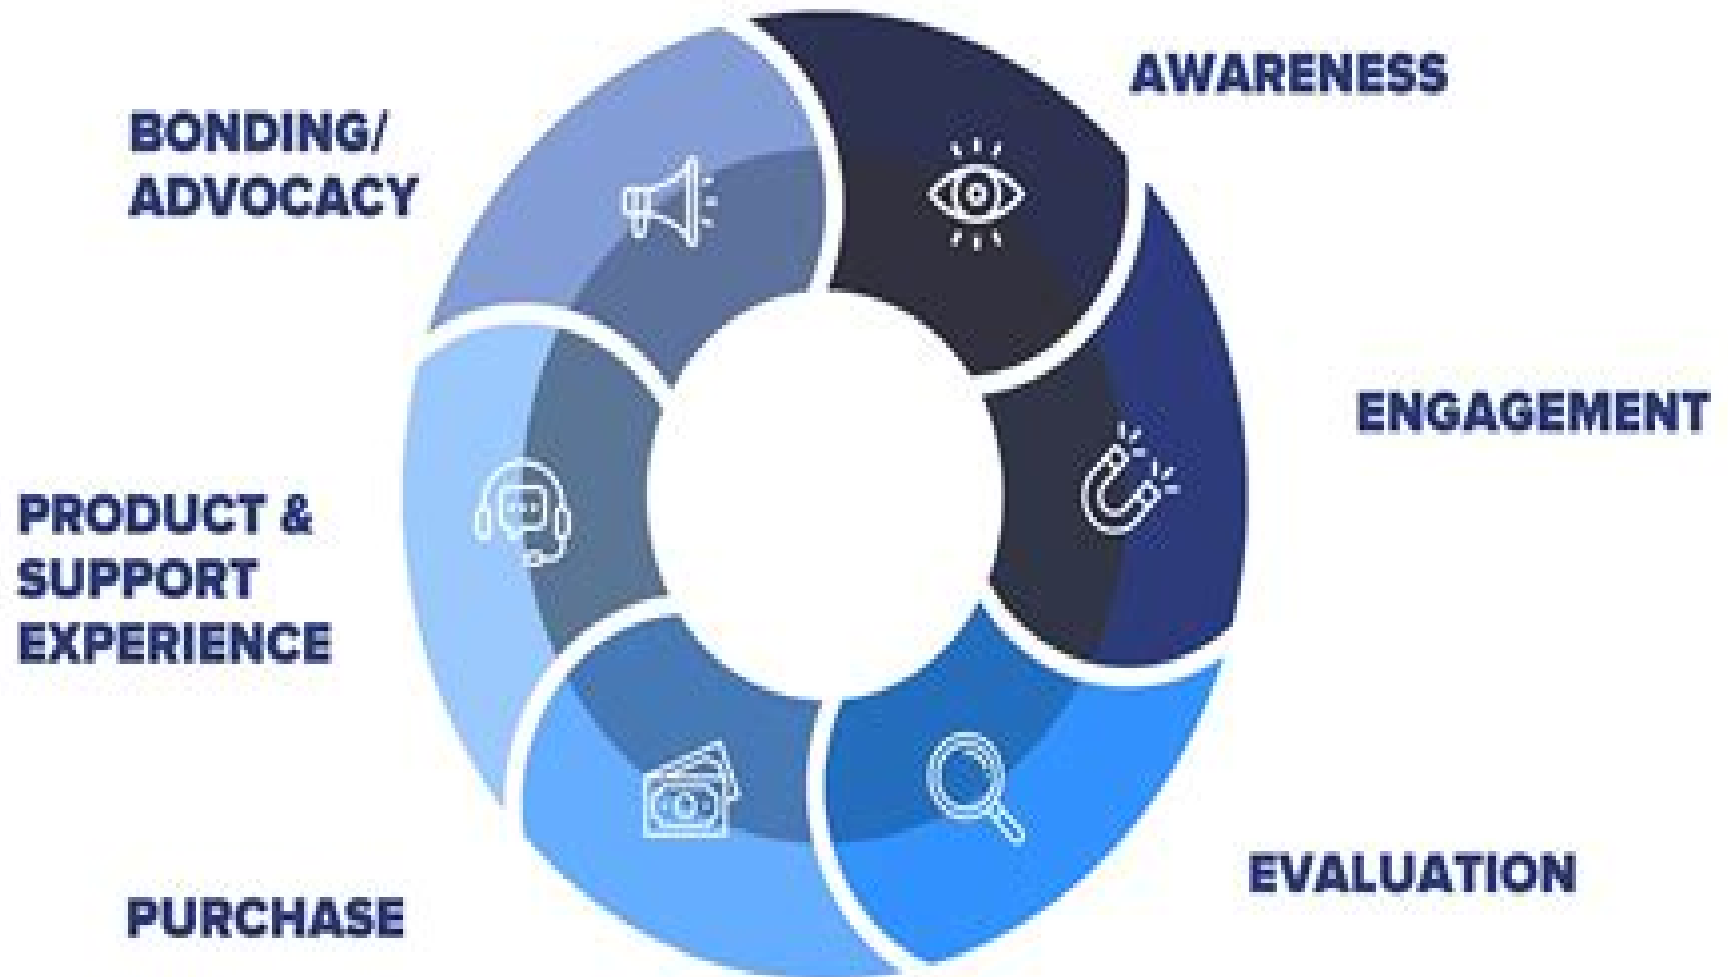 AWARENESS
ENGAGEMENT
EVALUATION
PURCHASE
PRODUCT &
SUPPORT
EXPERIENCE
BONDING/
ADVOCACY